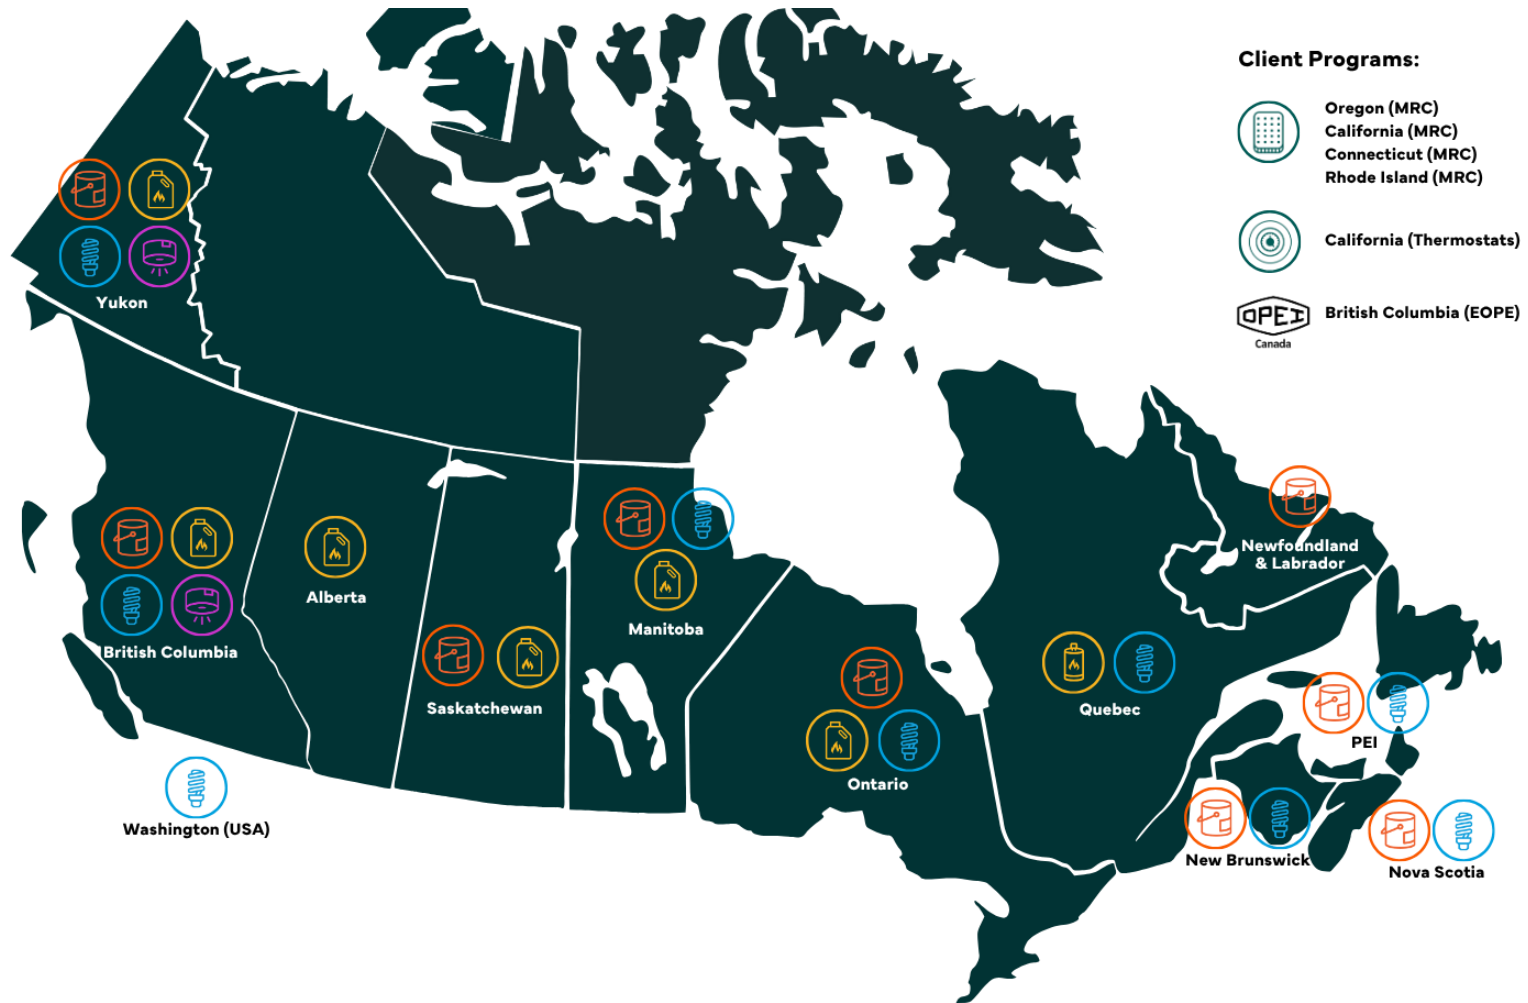 Client Programs:
Oregon (MRC)
California (MRC)
Connecticut (MRC)
Rhode Island (MRC)
California (Thermostats)
OPEI
Canada
British Columbia (EOPE)
Yukon
Newfoundland
& Labrador
Alberta
Manitoba
British Columbia
Saskatchewan
Quebec
PEI
Ontario
Washington (USA)
New Brunswick
Nova Scotia